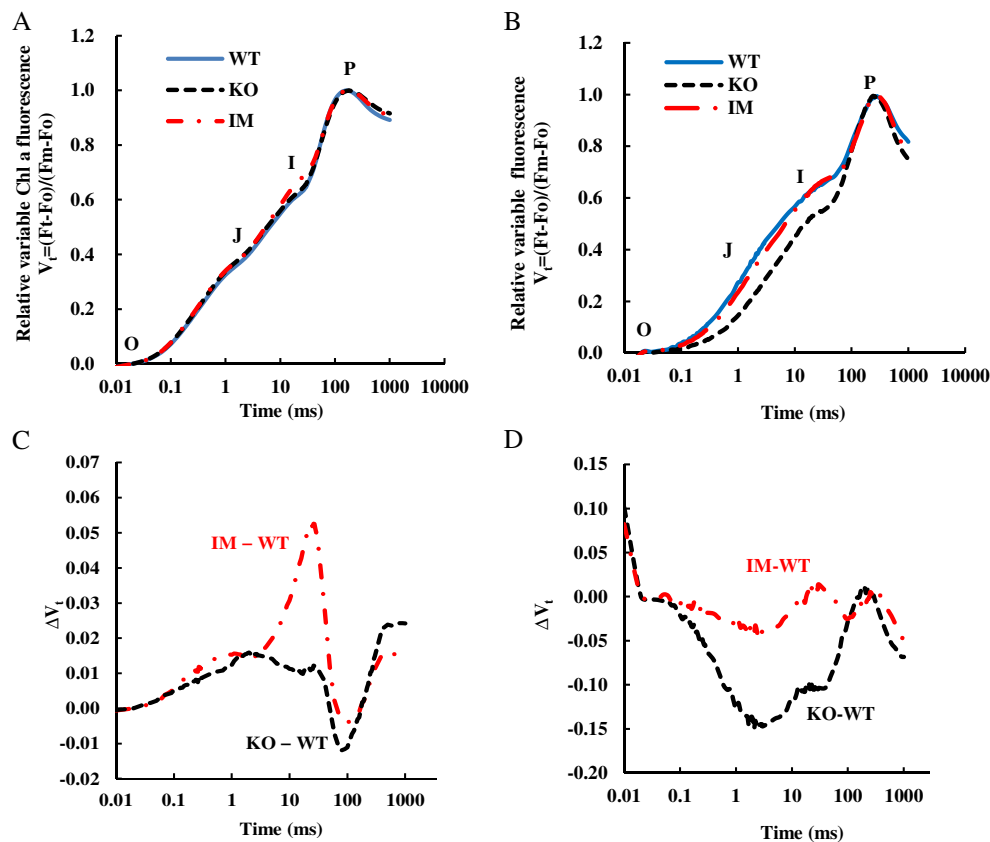 A
Relative variable Chl a fluorescence
Vt=(Ft-Fo)/(Fm-Fo)
1.2
1.0
0.8
0.6
0.4
0.2
0.0
WT
KO
IM
P
I
J
O
0.01 0.1 1 10 100 1000 10000
Time (ms)
B
Relative variable fluorescence
Vt=(Ft-Fo)/(Fm-Fo)
1.2
1.0
0.8
0.6
0.4
0.2
0.0
WT
KO
IM
P
I
J
O
0.01 0.1 1 10 100 1000 10000
Time (ms)
C
ΔVt
0.07
0.06
0.05
0.04
0.03
0.02
0.01
0.00
-0.01
-0.02
IM – WT
KO – WT
0.01 0.1 1 10 100 1000
Time (ms)
D
ΔVt
0.15
0.10
0.05
0.00
-0.05
-0.10
-0.15
-0.20
IM-WT
KO-WT
0.01 0.1 1 10 100 1000
Time (ms)